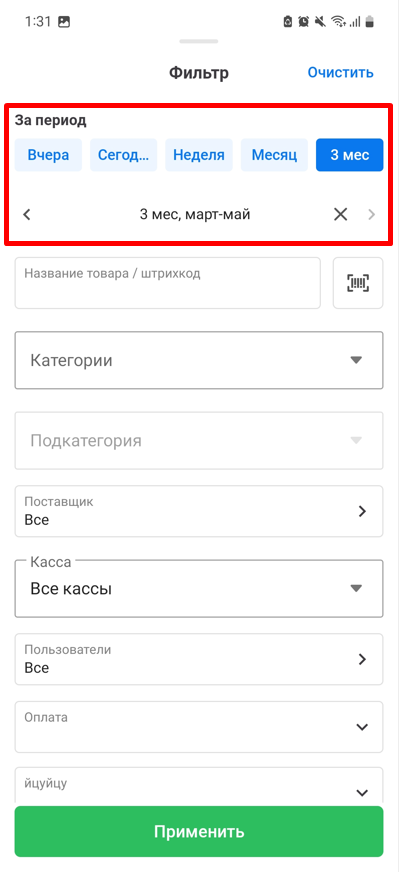 1:31
Фильтр
Очистить
За период
Вчера
Сегод...
Неделя
Месяц
3 мес
3 мес, март-май
Название товара / штрихкод
Категории
Подкатегория
Поставщик
Все
Касса
Все кассы
Пользователи
Все
Оплата
йцуйцу
Применить